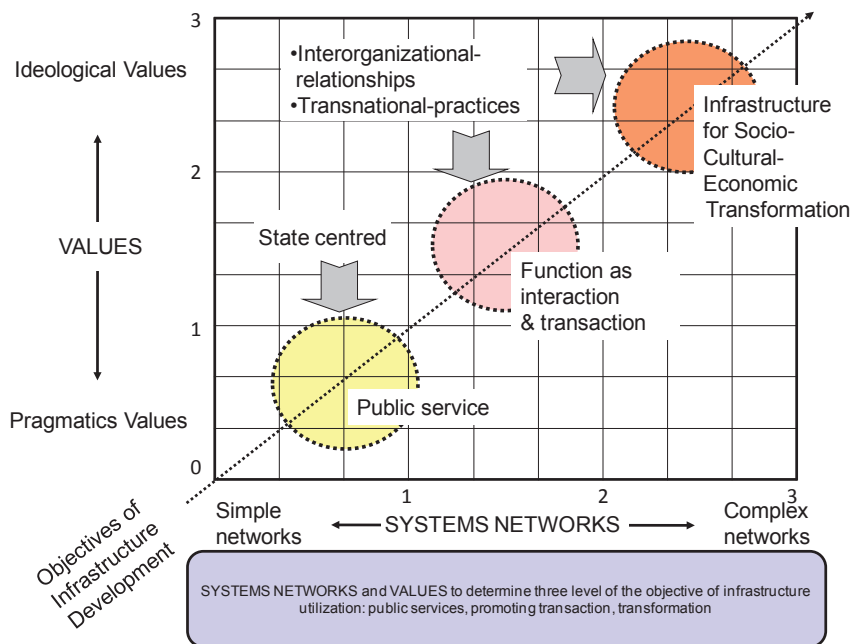 3
Ideological Values
•Interorganizational-
relationships
•Transnational-practices
Infrastructure
for Socio-
Cultural-
Economic
Transformation
2
VALUES
State centred
Function as
interaction
& transaction
1
Public service
Pragmatics Values
0
1
2
3
Simple
networks
SYSTEMS NETWORKS
Complex
networks
Objectives of
Infrastructure
Development
SYSTEMS NETWORKS and VALUES to determine three level of the objective of infrastructure
utilization: public services, promoting transaction, transformation